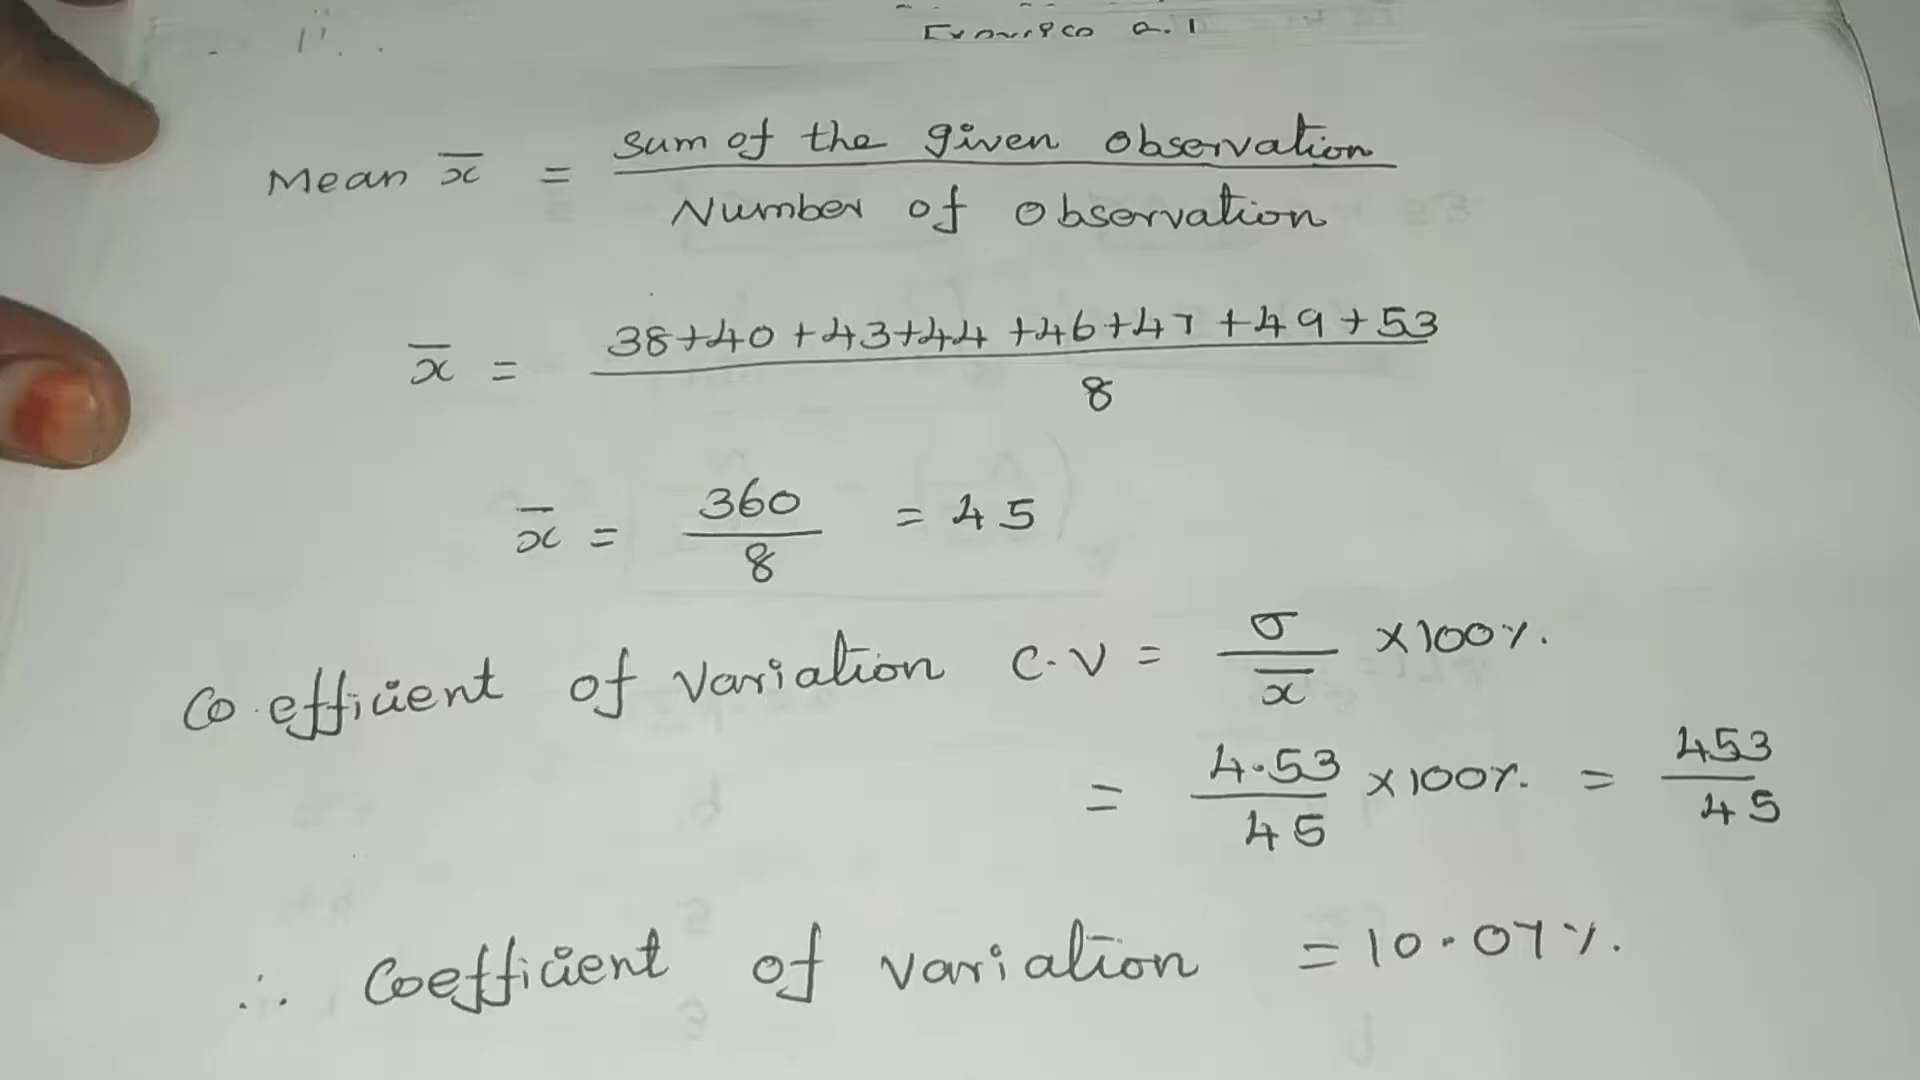 Mean x̄ = sum of the given observation / Number of observation
x̄ = 38+40+43+44+46+47+49+53 / 8
x̄ = 360 / 8 = 45
Co.efficient of variation C.V = σ / x̄ ×100%.
= 4.53 / 45 ×100%. = 453 / 45
∴ Coefficient of variation = 10.07%.